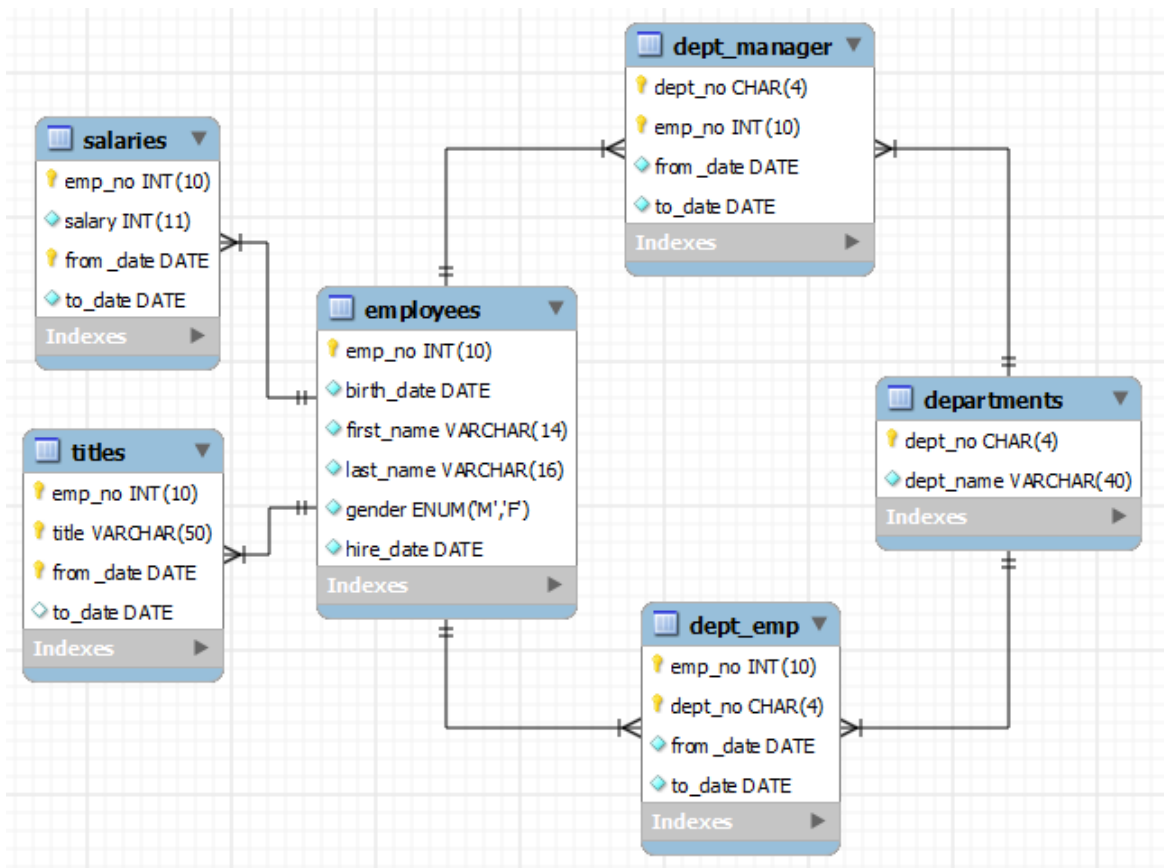 dept_manager
dept_no CHAR(4)
emp_no INT(10)
from_date DATE
to_date DATE
Indexes
salaries
emp_no INT(10)
salary INT(11)
from_date DATE
to_date DATE
Indexes
employees
emp_no INT(10)
birth_date DATE
first_name VARCHAR(14)
last_name VARCHAR(16)
gender ENUM('M','F')
hire_date DATE
Indexes
departments
dept_no CHAR(4)
dept_name VARCHAR(40)
Indexes
titles
emp_no INT(10)
title VARCHAR(50)
from_date DATE
to_date DATE
Indexes
dept_emp
emp_no INT(10)
dept_no CHAR(4)
from_date DATE
to_date DATE
Indexes